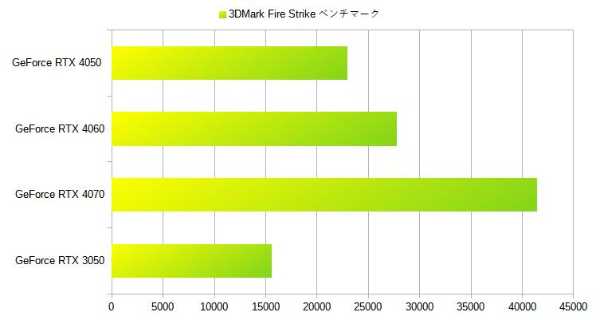 3DMark Fire Strike ベンチマーク
GeForce RTX 4050
GeForce RTX 4060
GeForce RTX 4070
GeForce RTX 3050
0 5000 10000 15000 20000 25000 30000 35000 40000 45000